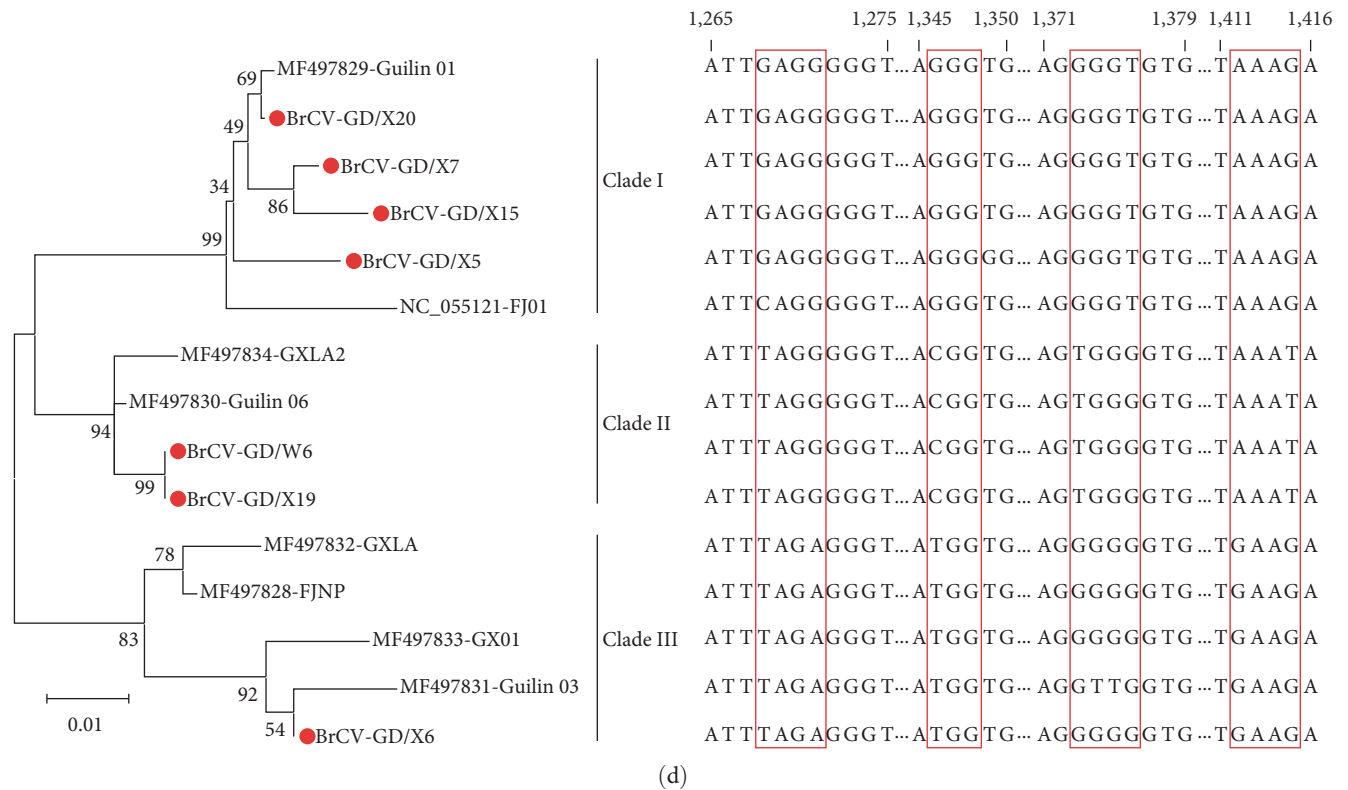 1,265 1,275 1,345 1,350 1,371 1,379 1,411 1,416
69 MF497829-Guilin 01 ATTGAGGGGGT...AGGGTG...AGGGGTGTG...TAAAGA
49 BrCV-GD/X20 ATTGAGGGGGT...AGGGTG...AGGGGTGTG...TAAAGA
BrCV-GD/X7 ATTGAGGGGGT...AGGGTG...AGGGGTGTG...TAAAGA
34 Clade I
86 BrCV-GD/X15 ATTGAGGGGGT...AGGGTG...AGGGGTGTG...TAAAGA
99 BrCV-GD/X5 ATTGAGGGGGT...AGGGGG...AGGGGTGTG...TAAAGA
NC_055121-FJ01 ATTCAGGGGGT...AGGGTG...AGGGGTGTG...TAAAGA
MF497834-GXLA2 ATTTAGGGGGT...ACGGTG...AGTGGGGTG...TAAATA
MF497830-Guilin 06 ATTTAGGGGGT...ACGGTG...AGTGGGGTG...TAAATA
94 Clade II
BrCV-GD/W6 ATTTAGGGGGT...ACGGTG...AGTGGGGTG...TAAATA
99 BrCV-GD/X19 ATTTAGGGGGT...ACGGTG...AGTGGGGTG...TAAATA
78 MF497832-GXLA ATTTAGAGGGT...ATGGTG...AGGGGGGTG...TGAAGA
MF497828-FJNP ATTTAGAGGGT...ATGGTG...AGGGGGGTG...TGAAGA
83 MF497833-GX01 Clade III ATTTAGAGGGT...ATGGTG...AGGGGGGTG...TGAAGA
92 MF497831-Guilin 03 ATTTAGAGGGT...ATGGTG...AGGTTGGTG...TGAAGA
0.01 54 BrCV-GD/X6 ATTTAGAGGGT...ATGGTG...AGGGGGGTG...TGAAGA
(d)